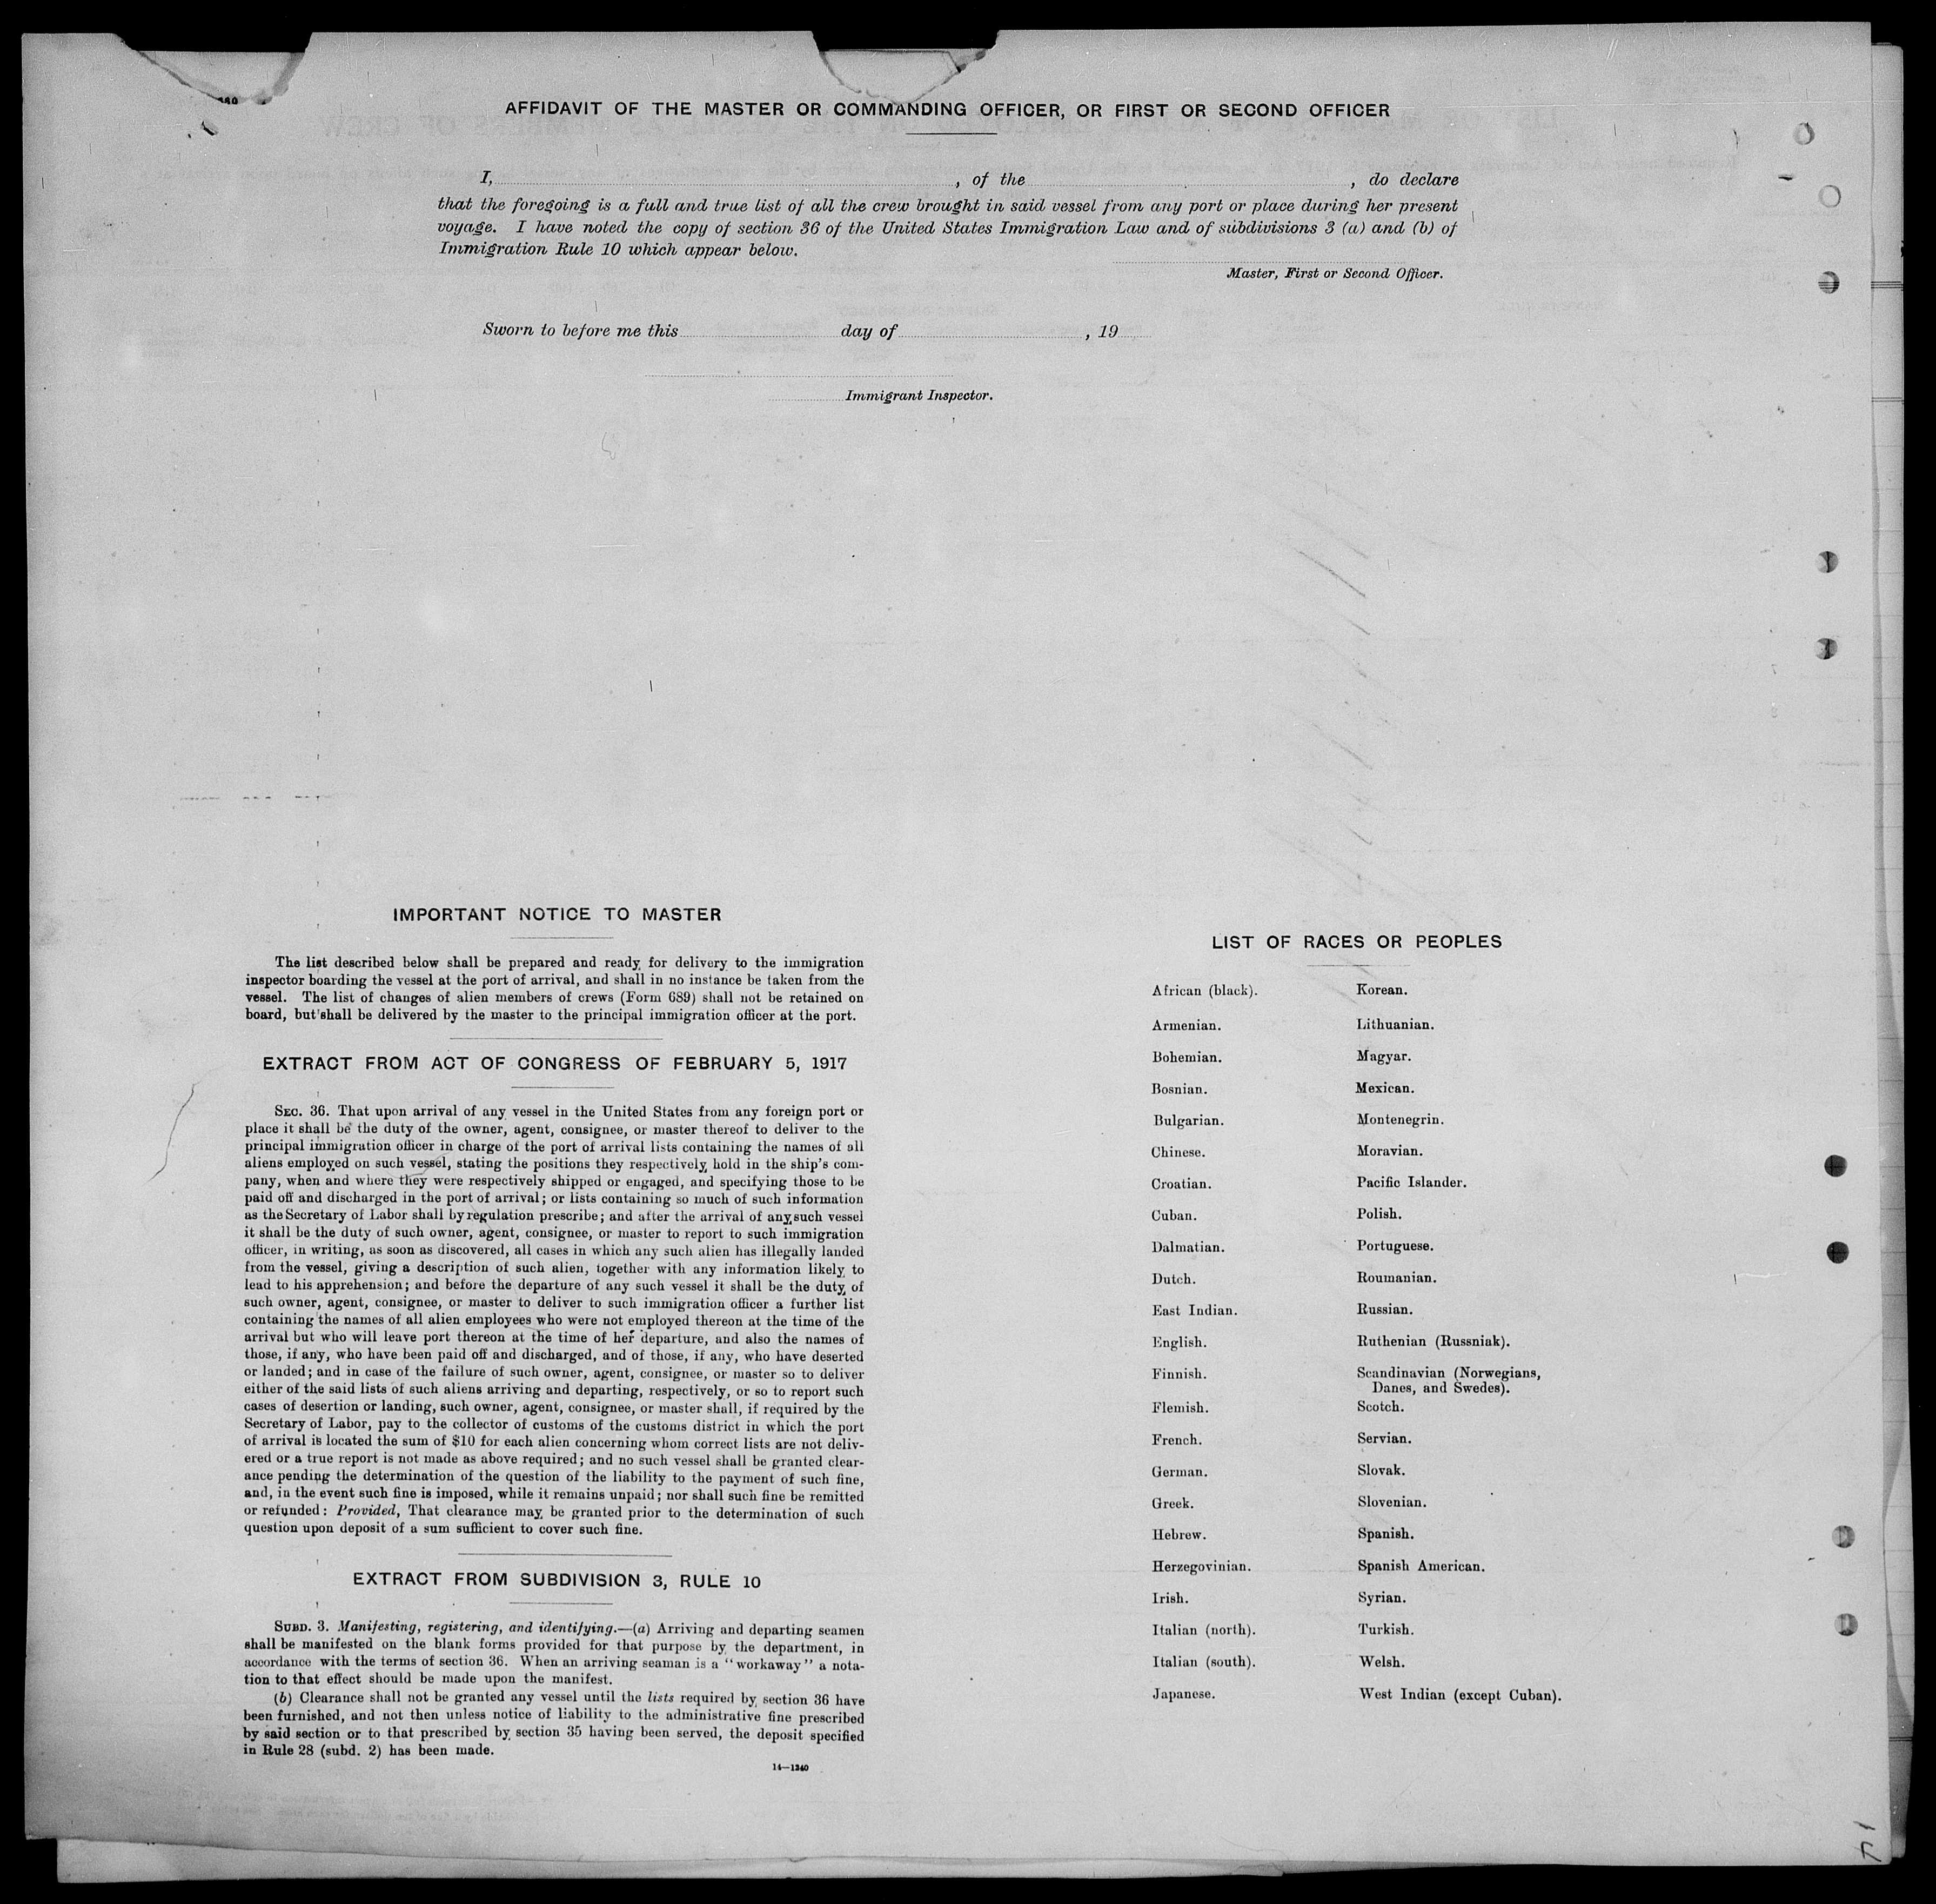 AFFIDAVIT OF THE MASTER OR COMMANDING OFFICER, OR FIRST OR SECOND OFFICER
I, , of the , do declare
that the foregoing is a full and true list of all the crew brought in said vessel from any port or place during her present
voyage. I have noted the copy of section 36 of the United States Immigration Law and of subdivisions 3 (a) and (b) of
Immigration Rule 10 which appear below.
Master, First or Second Officer.
Sworn to before me this day of , 19
Immigrant Inspector.
IMPORTANT NOTICE TO MASTER
The list described below shall be prepared and ready for delivery to the immigration
inspector boarding the vessel at the port of arrival, and shall in no instance be taken from the
vessel. The list of changes of alien members of crews (Form 689) shall not be retained on
board, but shall be delivered by the master to the principal immigration officer at the port.
EXTRACT FROM ACT OF CONGRESS OF FEBRUARY 5, 1917
SEC. 36. That upon arrival of any vessel in the United States from any foreign port or
place it shall be the duty of the owner, agent, consignee, or master thereof to deliver to the
principal immigration officer in charge of the port of arrival lists containing the names of all
aliens employed on such vessel, stating the positions they respectively hold in the ship's com-
pany, when and where they were respectively shipped or engaged, and specifying those to be
paid off and discharged in the port of arrival; or lists containing so much of such information
as the Secretary of Labor shall by regulation prescribe; and after the arrival of any such vessel
it shall be the duty of such owner, agent, consignee, or master to report to such immigration
officer, in writing, as soon as discovered, all cases in which any such alien has illegally landed
from the vessel, giving a description of such alien, together with any information likely to
lead to his apprehension; and before the departure of any such vessel it shall be the duty of
such owner, agent, consignee, or master to deliver to such immigration officer a further list
containing the names of all alien employees who were not employed thereon at the time of the
arrival but who will leave port thereon at the time of her departure, and also the names of
those, if any, who have been paid off and discharged, and of those, if any, who have deserted
or landed; and in case of the failure of such owner, agent, consignee, or master so to deliver
either of the said lists of such aliens arriving and departing, respectively, or so to report such
cases of desertion or landing, such owner, agent, consignee, or master shall, if required by the
Secretary of Labor, pay to the collector of customs of the customs district in which the port
of arrival is located the sum of $10 for each alien concerning whom correct lists are not deliv-
ered or a true report is not made as above required; and no such vessel shall be granted clear-
ance pending the determination of the question of the liability to the payment of such fine,
and, in the event such fine is imposed, while it remains unpaid; nor shall such fine be remitted
or refunded: Provided, That clearance may be granted prior to the determination of such
question upon deposit of a sum sufficient to cover such fine.
EXTRACT FROM SUBDIVISION 3, RULE 10
SUBD. 3. Manifesting, registering, and identifying.—(a) Arriving and departing seamen
shall be manifested on the blank forms provided for that purpose by the department, in
accordance with the terms of section 36. When an arriving seaman is a "workaway" a nota-
tion to that effect should be made upon the manifest.
(b) Clearance shall not be granted any vessel until the lists required by section 36 have
been furnished, and not then unless notice of liability to the administrative fine prescribed
by said section or to that prescribed by section 35 having been served, the deposit specified
in Rule 28 (subd. 2) has been made.
14—1240
LIST OF RACES OR PEOPLES
African (black).
Armenian.
Bohemian.
Bosnian.
Bulgarian.
Chinese.
Croatian.
Cuban.
Dalmatian.
Dutch.
East Indian.
English.
Finnish.
Flemish.
French.
German.
Greek.
Hebrew.
Herzegovinian.
Irish.
Italian (north).
Italian (south).
Japanese.
Korean.
Lithuanian.
Magyar.
Mexican.
Montenegrin.
Moravian.
Pacific Islander.
Polish.
Portuguese.
Roumanian.
Russian.
Ruthenian (Russniak).
Scandinavian (Norwegians,
Danes, and Swedes).
Scotch.
Servian.
Slovak.
Slovenian.
Spanish.
Spanish American.
Syrian.
Turkish.
Welsh.
West Indian (except Cuban).